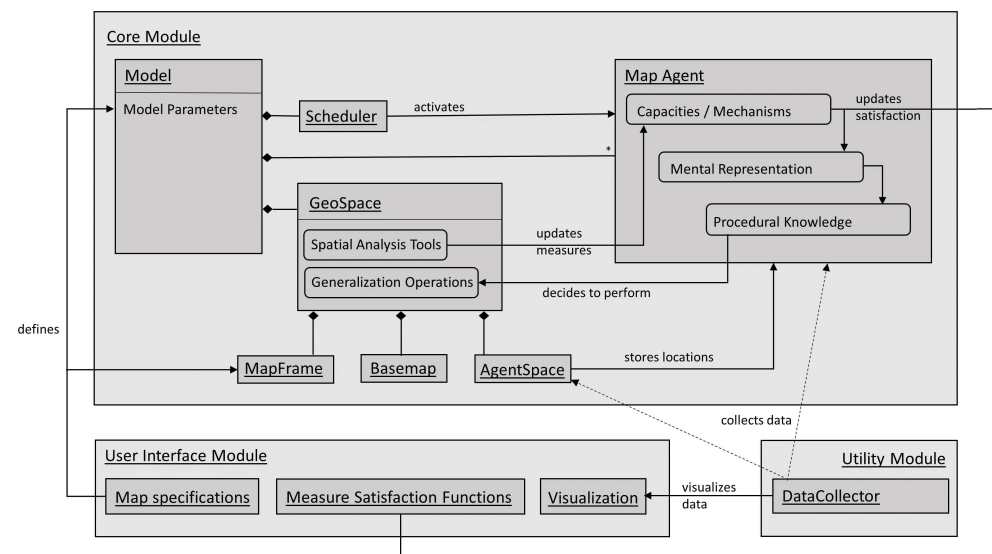 Core Module
Model
Model Parameters
Scheduler
activates
*
Map Agent
Capacities / Mechanisms
updates
satisfaction
Mental Representation
Procedural Knowledge
GeoSpace
Spatial Analysis Tools
Generalization Operations
updates
measures
decides to perform
defines
MapFrame
Basemap
AgentSpace
stores locations
collects data
User Interface Module
Map specifications
Measure Satisfaction Functions
Visualization
visualizes
data
Utility Module
DataCollector